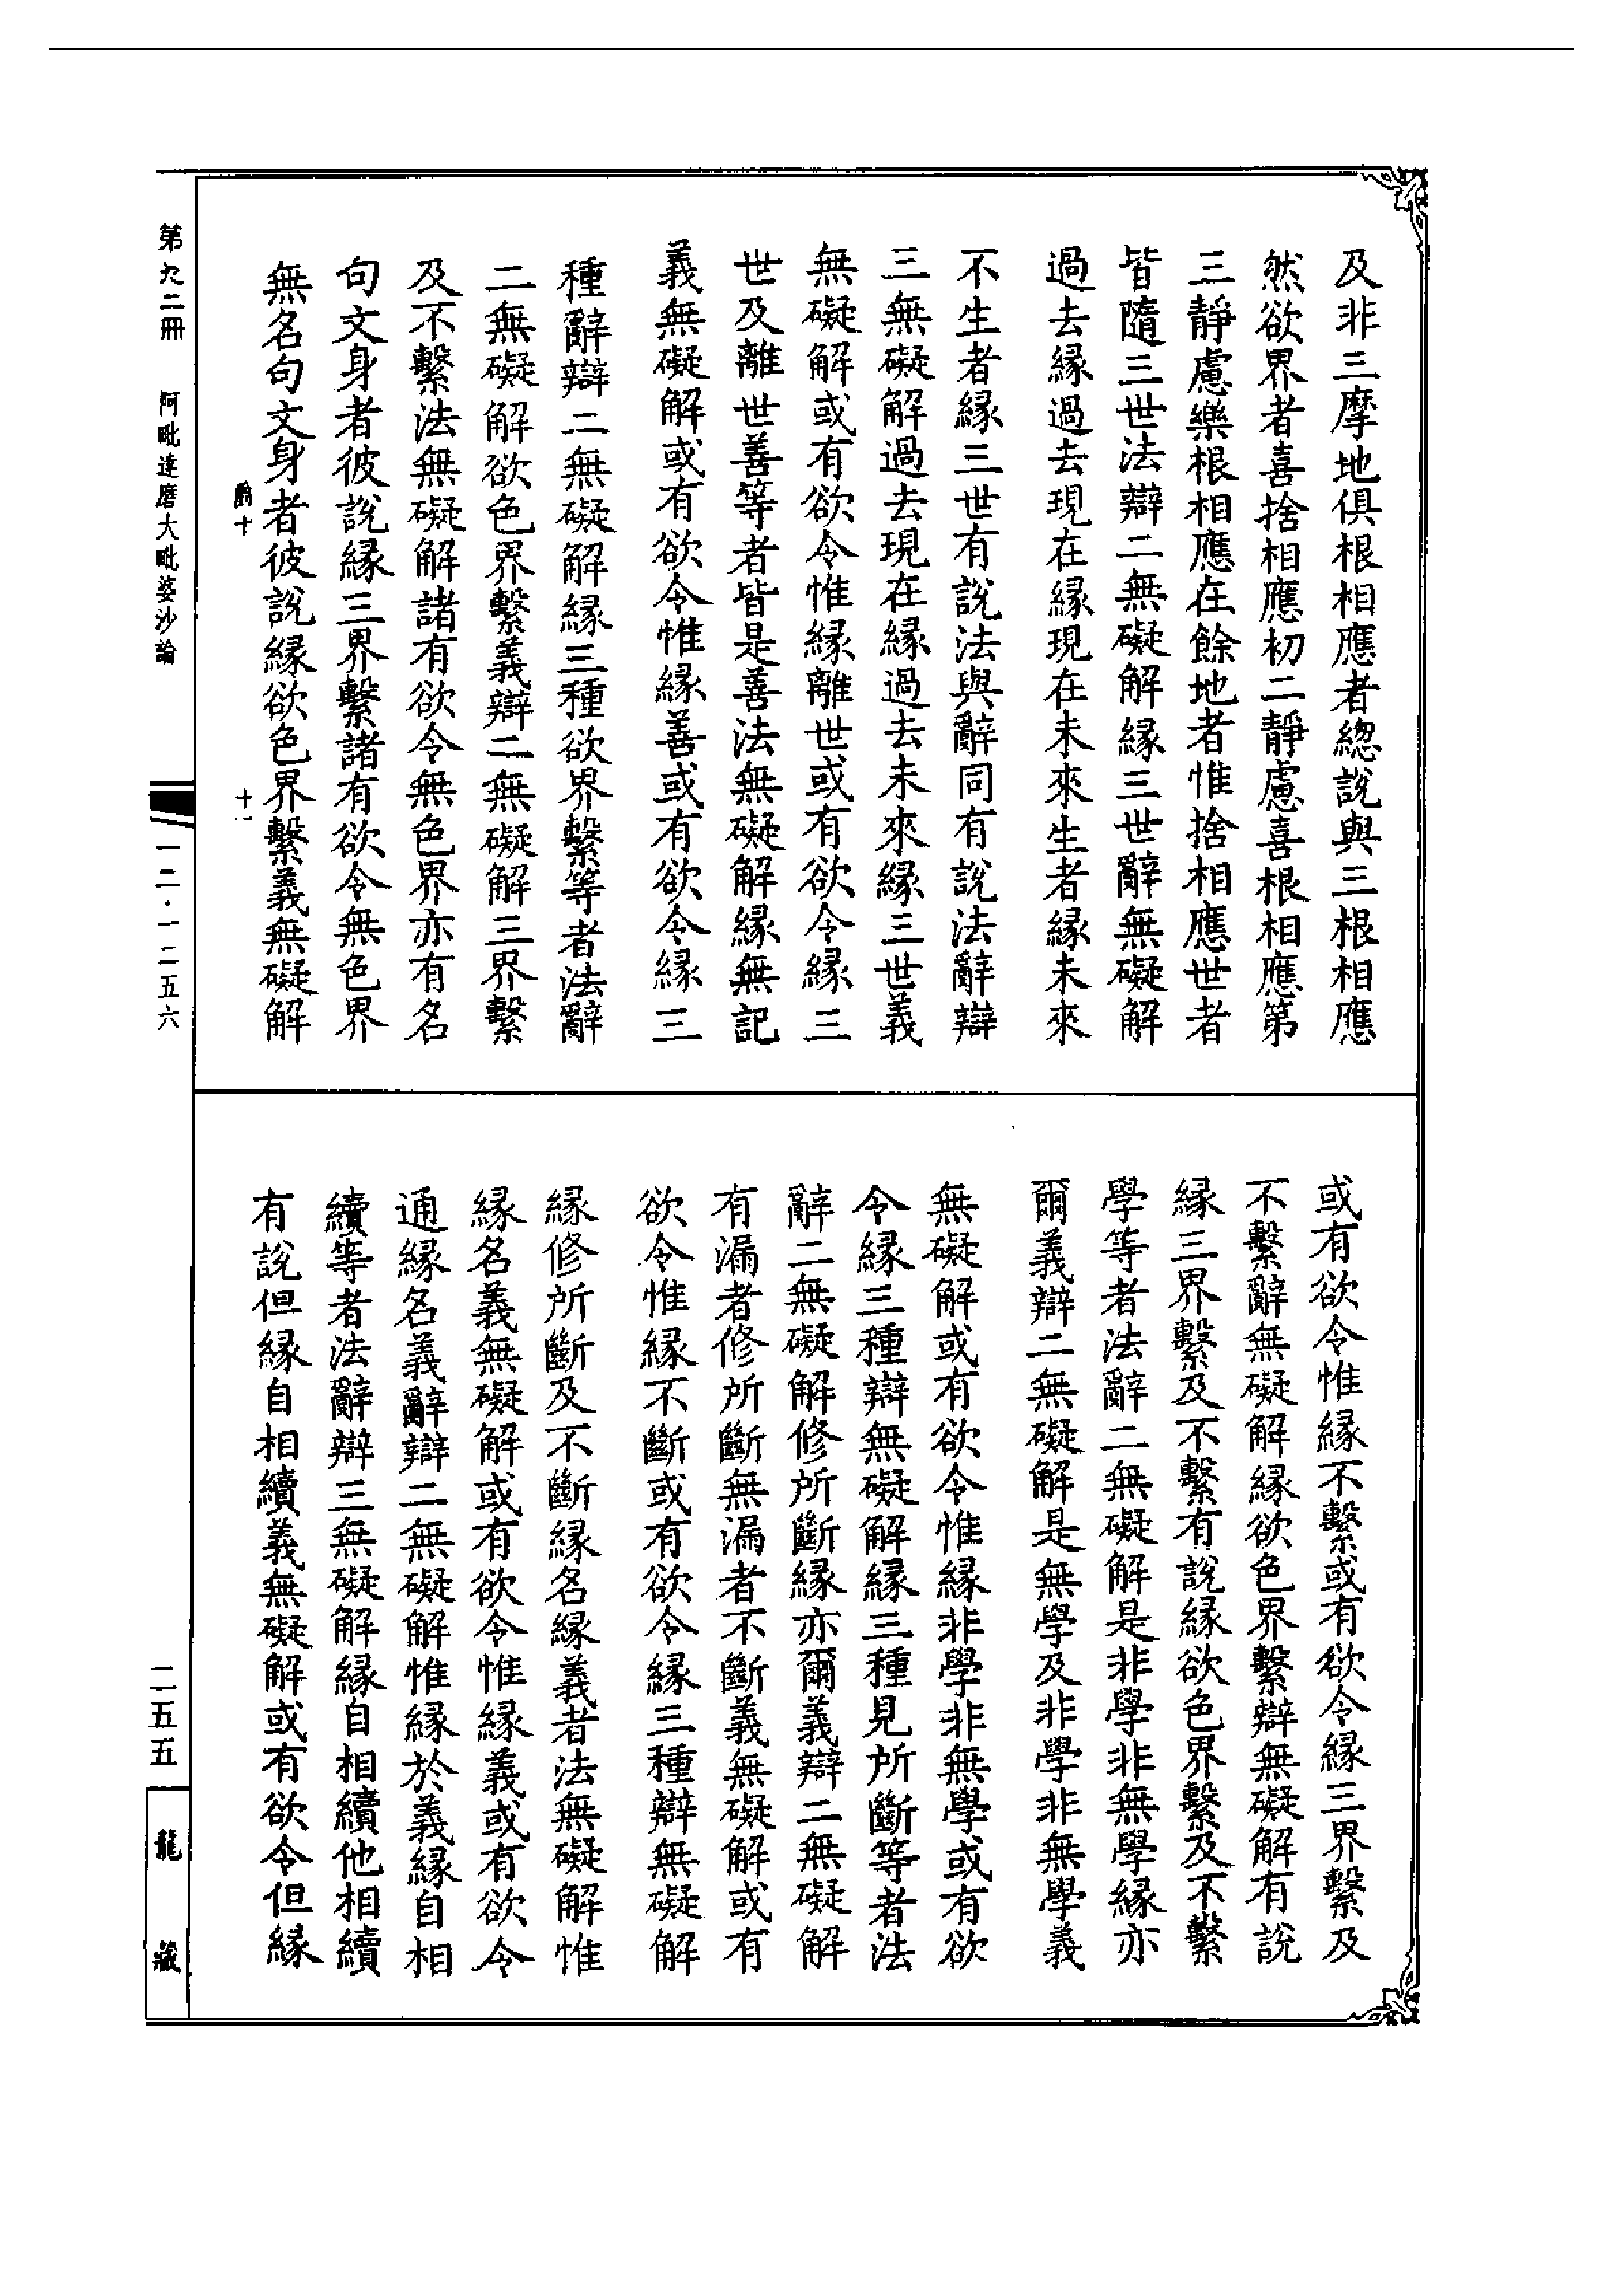 及非三摩地俱根相應者緫說與三根相應
然欲界者喜捨相應初二靜慮喜根相應第
三靜慮樂根相應在餘地者惟捨相應世者
皆隨三世法辯二無礙解緣三世辭無礙解
過去緣過去現在緣現在未來生者緣未來
不生者緣三世有說法與辭同有說法辭辯
三無礙解過去現在緣過去未來緣三世義
無礙解或有欲令惟緣離世或有欲令緣三
世及離世善等者皆是善法無礙解緣無記
義無礙解或有欲令惟緣善或有欲令緣三
種辭辯二無礙解緣三種欲界繫等者法辭
二無礙解欲色界繫義辯二無礙解三界繫
及不繫法無礙解諸有欲令無色界亦有名
句文身者彼說緣三界繫諸有欲令無色界
無名句文身者彼說緣欲色界繫義無礙解
或有欲令惟緣不繫或有欲令緣三界繫及
不繫辭無礙解緣欲色界繫辯無礙解有說
緣三界繫及不繫有說緣欲色界繫及不繫
學等者法辭二無礙解是非學非無學緣亦
爾義辯二無礙解是無學及非學非無學義
無礙解或有欲令惟緣非學非無學或有欲
令緣三種辯無礙解緣三種見所斷等者法
辭二無礙解修所斷緣亦爾義辯二無礙解
有漏者修所斷無漏者不斷義無礙解或有
欲令惟緣不斷或有欲令緣三種辯無礙解
緣修所斷及不斷緣名緣義者法無礙解惟
緣名義無礙解或有欲令惟緣義或有欲令
通緣名義辭辯二無礙解惟緣於義緣自相
續等者法辭辯三無礙解緣自相續他相續
有說但緣自相續義無礙解或有欲令但緣
十
十一
第九二冊 阿毗達磨大毗婆沙論
一二·一二五六
二五五
龍藏